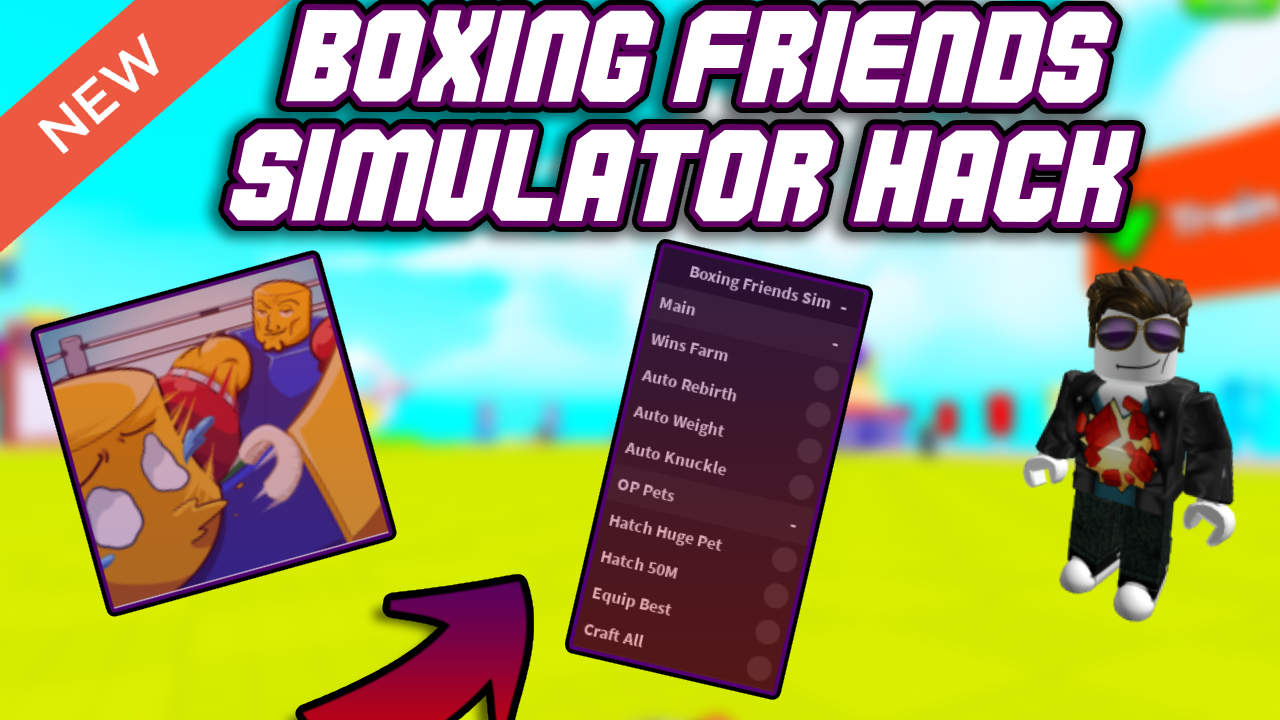 NEW
BOXING FRIENDS
SIMULATOR HACK
Train
Boxing Friends Sim -
Main -
Wins Farm
Auto Rebirth
Auto Weight
Auto Knuckle
OP Pets -
Hatch Huge Pet
Hatch 50M
Equip Best
Craft All